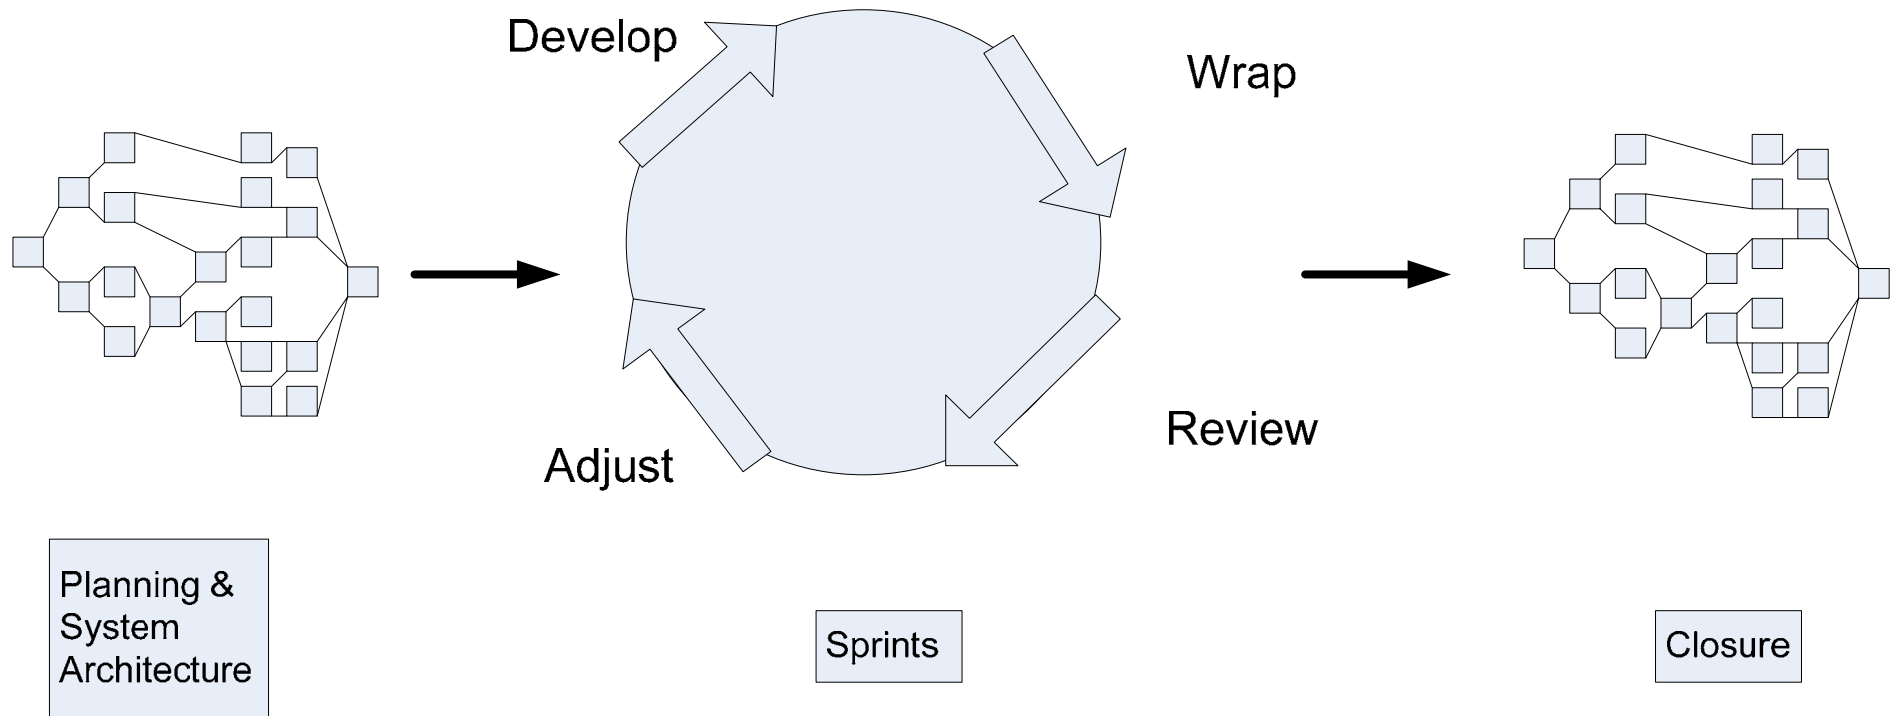 Develop
Wrap
Review
Adjust
Planning &
System
Architecture
Sprints
Closure